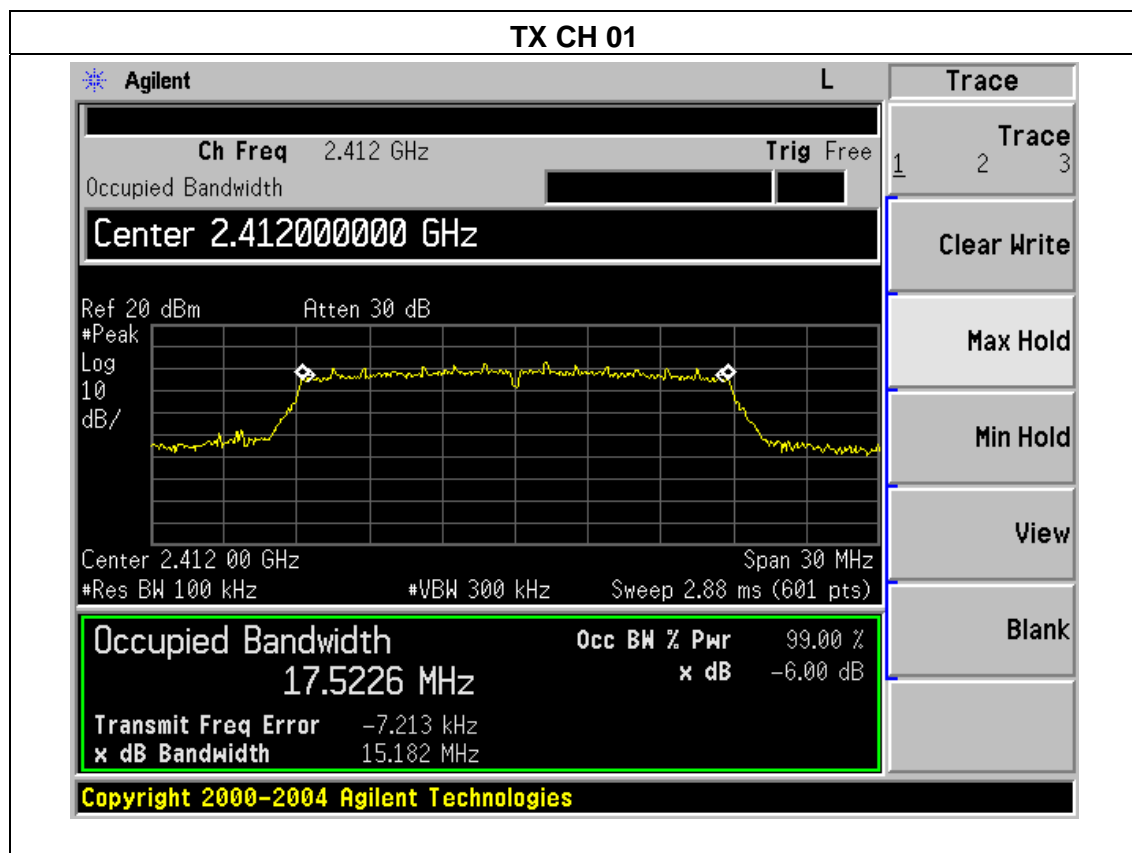 TX CH 01
Agilent L Trace
Ch Freq 2.412 GHz Trig Free
Occupied Bandwidth
Trace
1 2 3
Center 2.412000000 GHz
Clear Write
Ref 20 dBm Atten 30 dB
#Peak
Log
10
dB/
Max Hold
Min Hold
View
Center 2.412 00 GHz Span 30 MHz
#Res BW 100 kHz #VBW 300 kHz Sweep 2.88 ms (601 pts)
Blank
Occupied Bandwidth Occ BW % Pwr 99.00 %
17.5226 MHz x dB -6.00 dB
Transmit Freq Error -7.213 kHz
x dB Bandwidth 15.182 MHz
Copyright 2000-2004 Agilent Technologies